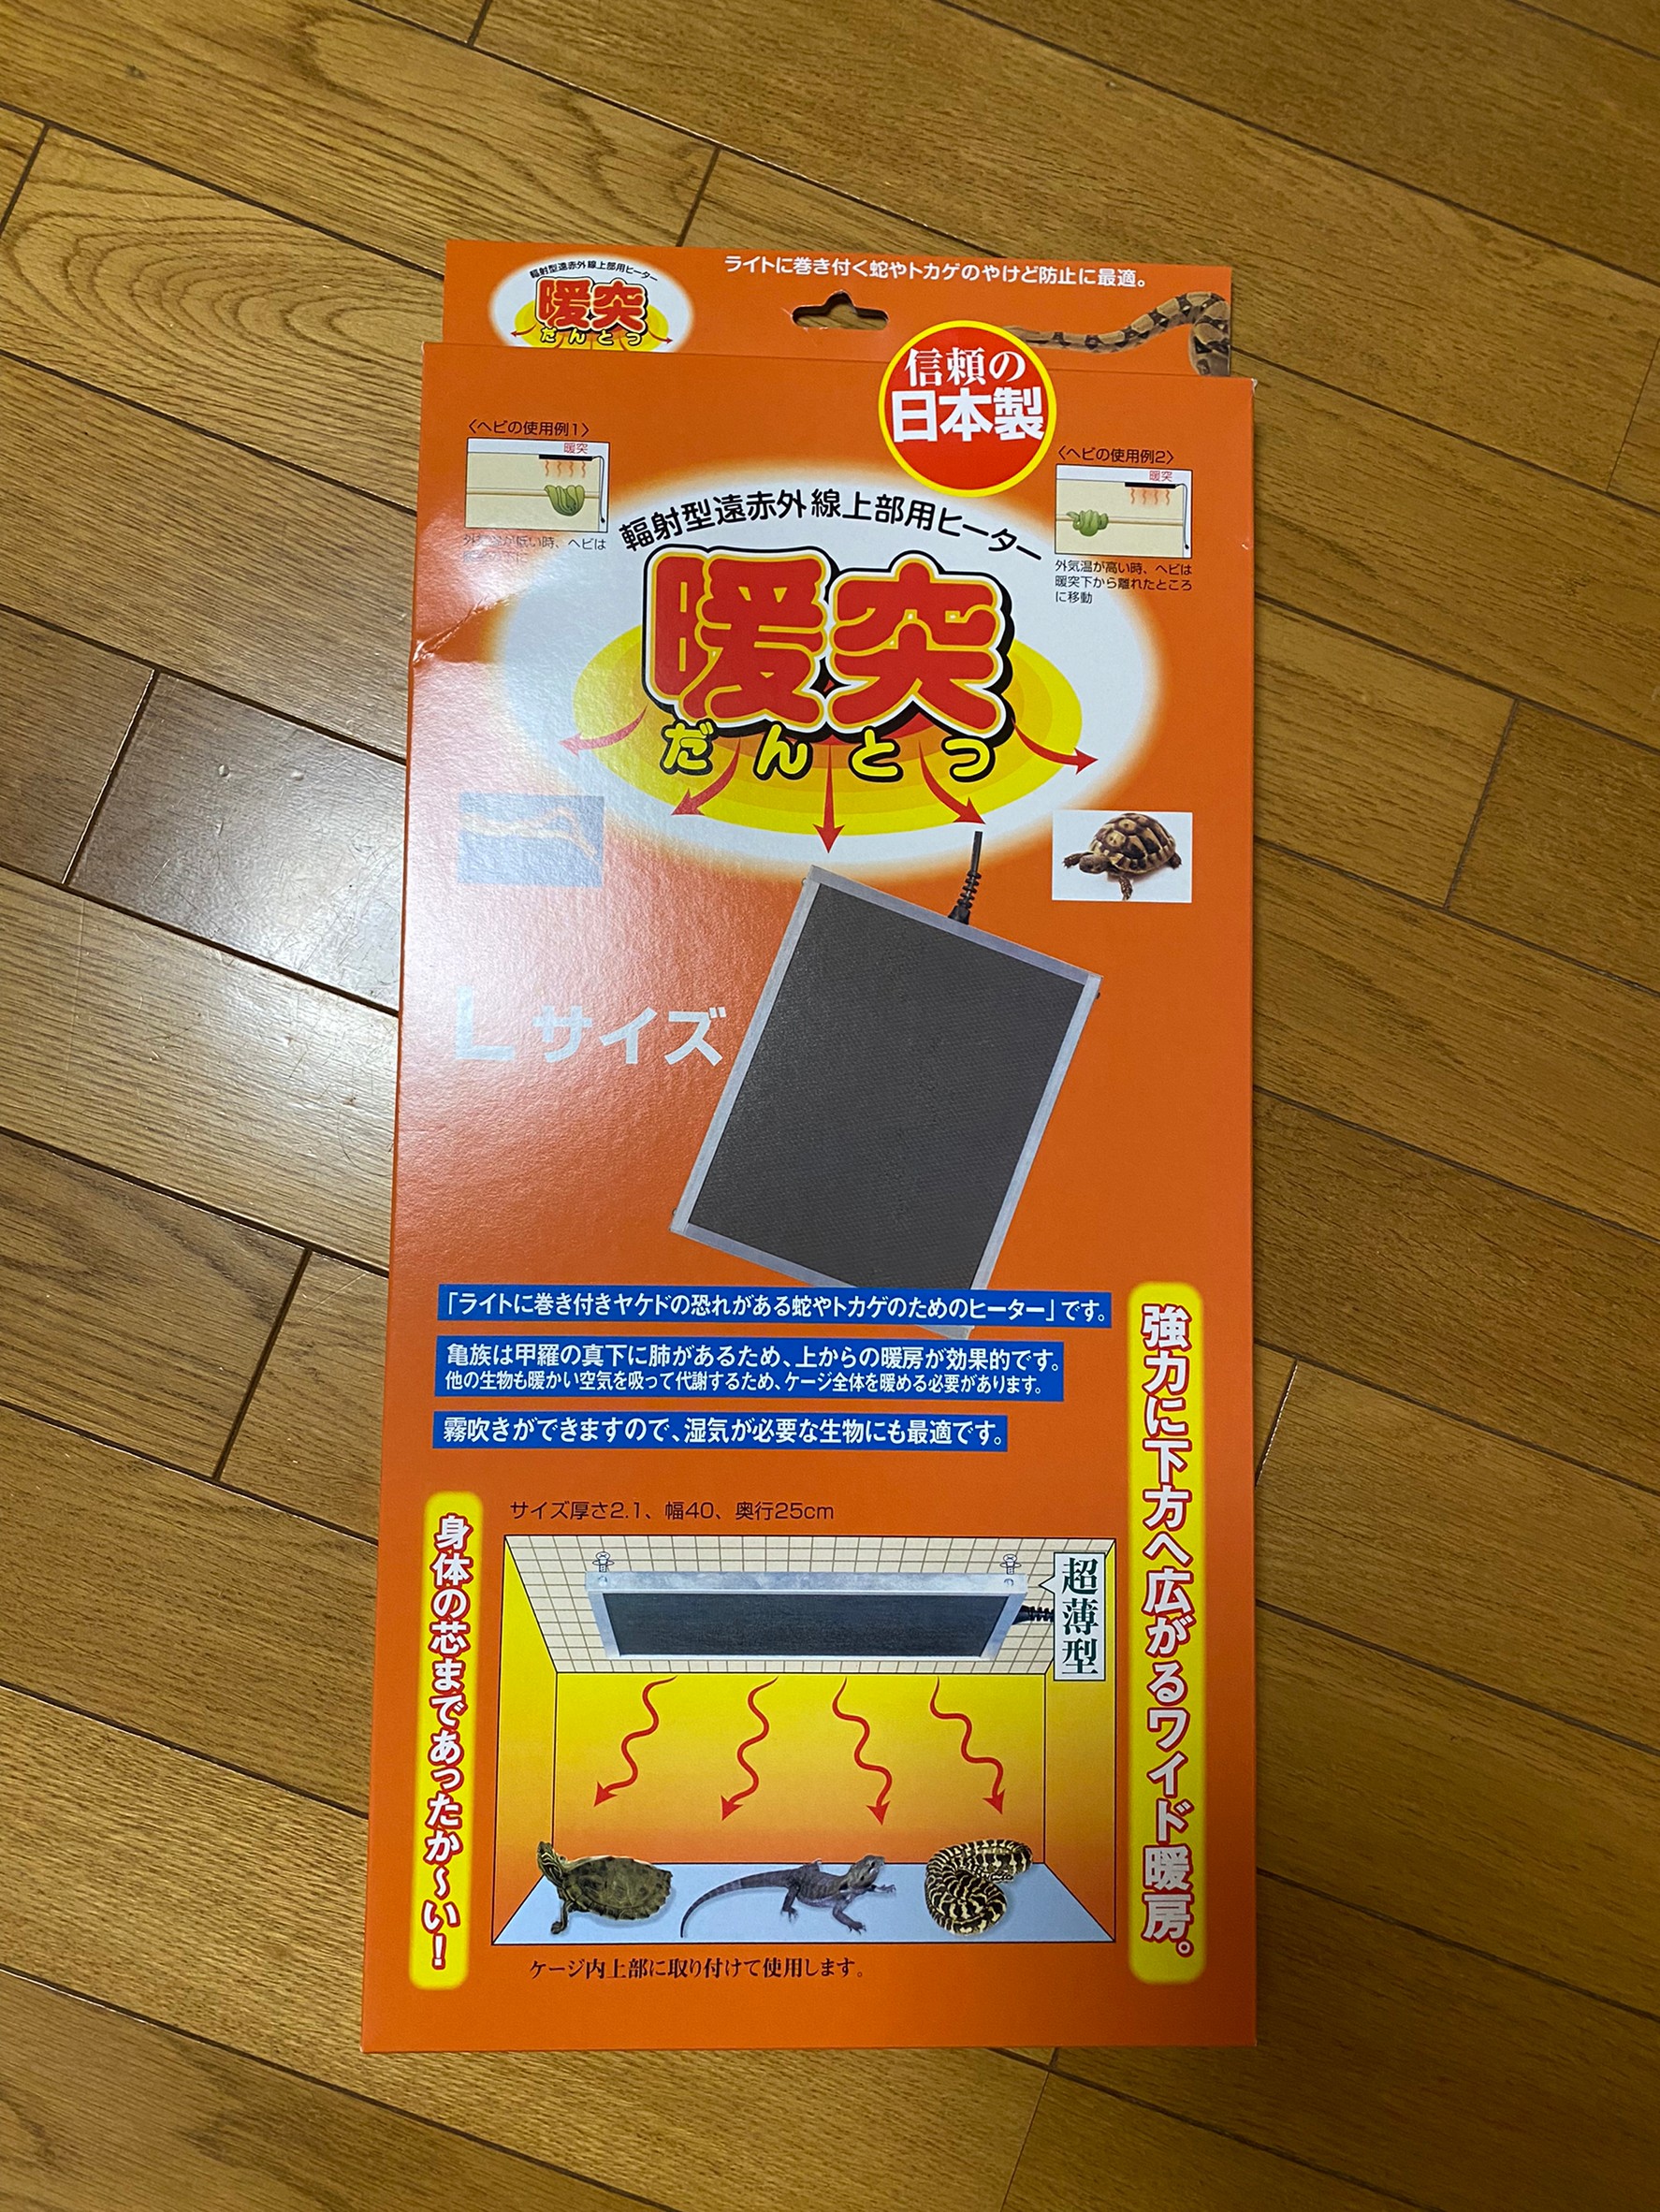 輻射型遠赤外線上部用ヒーター
暖突
だんとつ
ライトに巻き付く蛇やトカゲのやけど防止に最適。
信頼の
日本製
〈ヘビの使用例1〉
暖突
外気温が低い時、ヘビは
〈ヘビの使用例2〉
暖突
外気温が高い時、ヘビは
暖突下から離れたところ
に移動
輻射型遠赤外線上部用ヒーター
暖突
だんとつ
Lサイズ
「ライトに巻き付きヤケドの恐れがある蛇やトカゲのためのヒーター」です。
亀族は甲羅の真下に肺があるため、上からの暖房が効果的です。
他の生物も暖かい空気を吸って代謝するため、ケージ全体を暖める必要があります。
霧吹きができますので、湿気が必要な生物にも最適です。
強力に下方へ広がるワイド暖房。
身体の芯まであったか〜い!
サイズ厚さ2.1、幅40、奥行25cm
超薄型
ケージ内上部に取り付けて使用します。